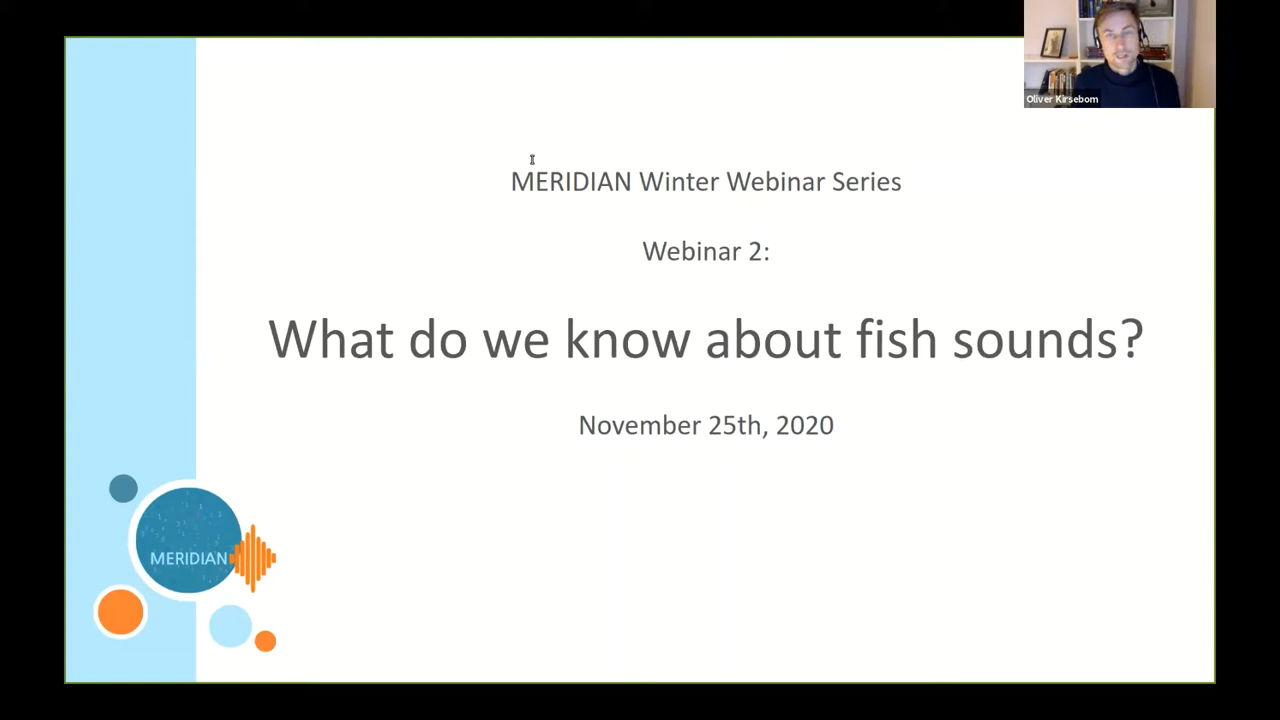 Oliver Kirsebom
MERIDIAN Winter Webinar Series
Webinar 2:
What do we know about fish sounds?
November 25th, 2020
MERIDIAN